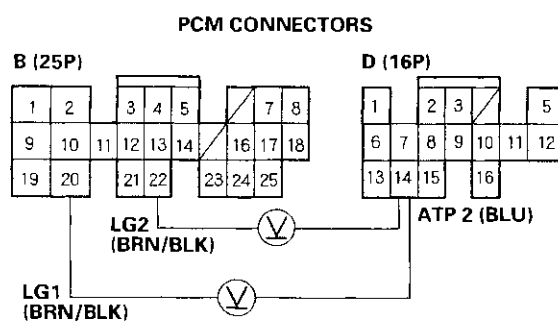 PCM CONNECTORS
B (25P)
D (16P)
1 2 3 4 5 7 8
9 10 11 12 13 14 16 17 18
19 20 21 22 23 24 25
1 2 3 5
6 7 8 9 10 11 12
13 14 15 16
ATP 2 (BLU)
LG2
(BRN/BLK)
V
LG1
(BRN/BLK)
V